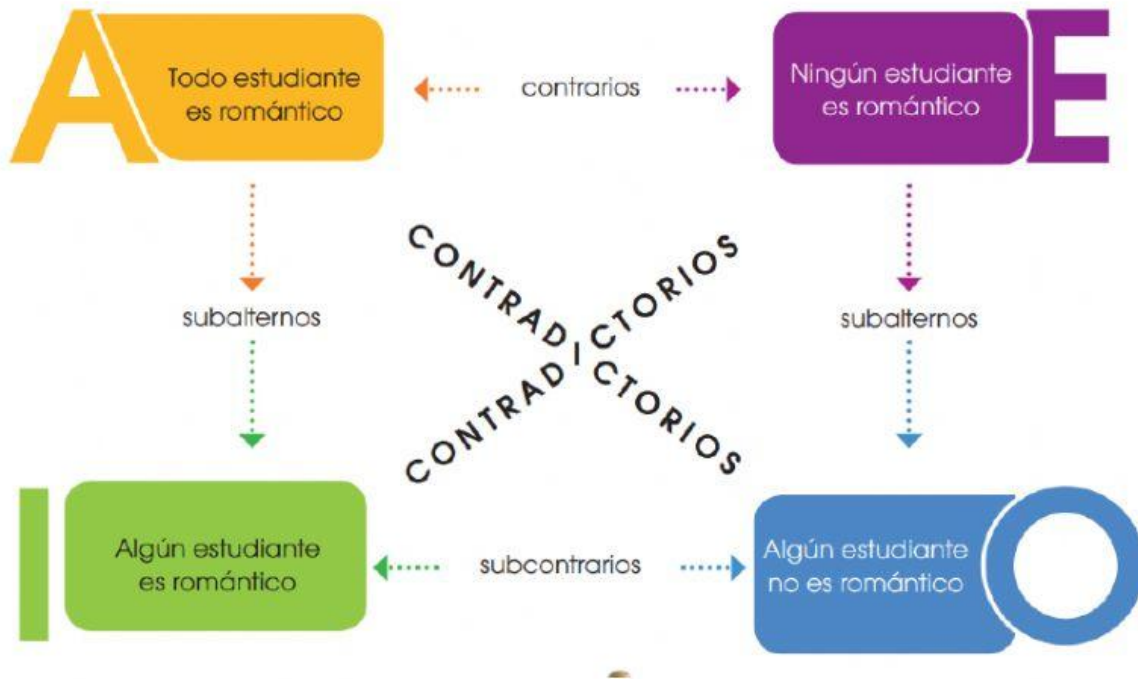 A
Todo estudiante
es romántico
contrarios
Ningún estudiante
es romántico
E
subalternos
CONTRADICTORIOS
CONTRADICTORIOS
subalternos
I
Algún estudiante
es romántico
subcontrarios
Algún estudiante
no es romántico
O